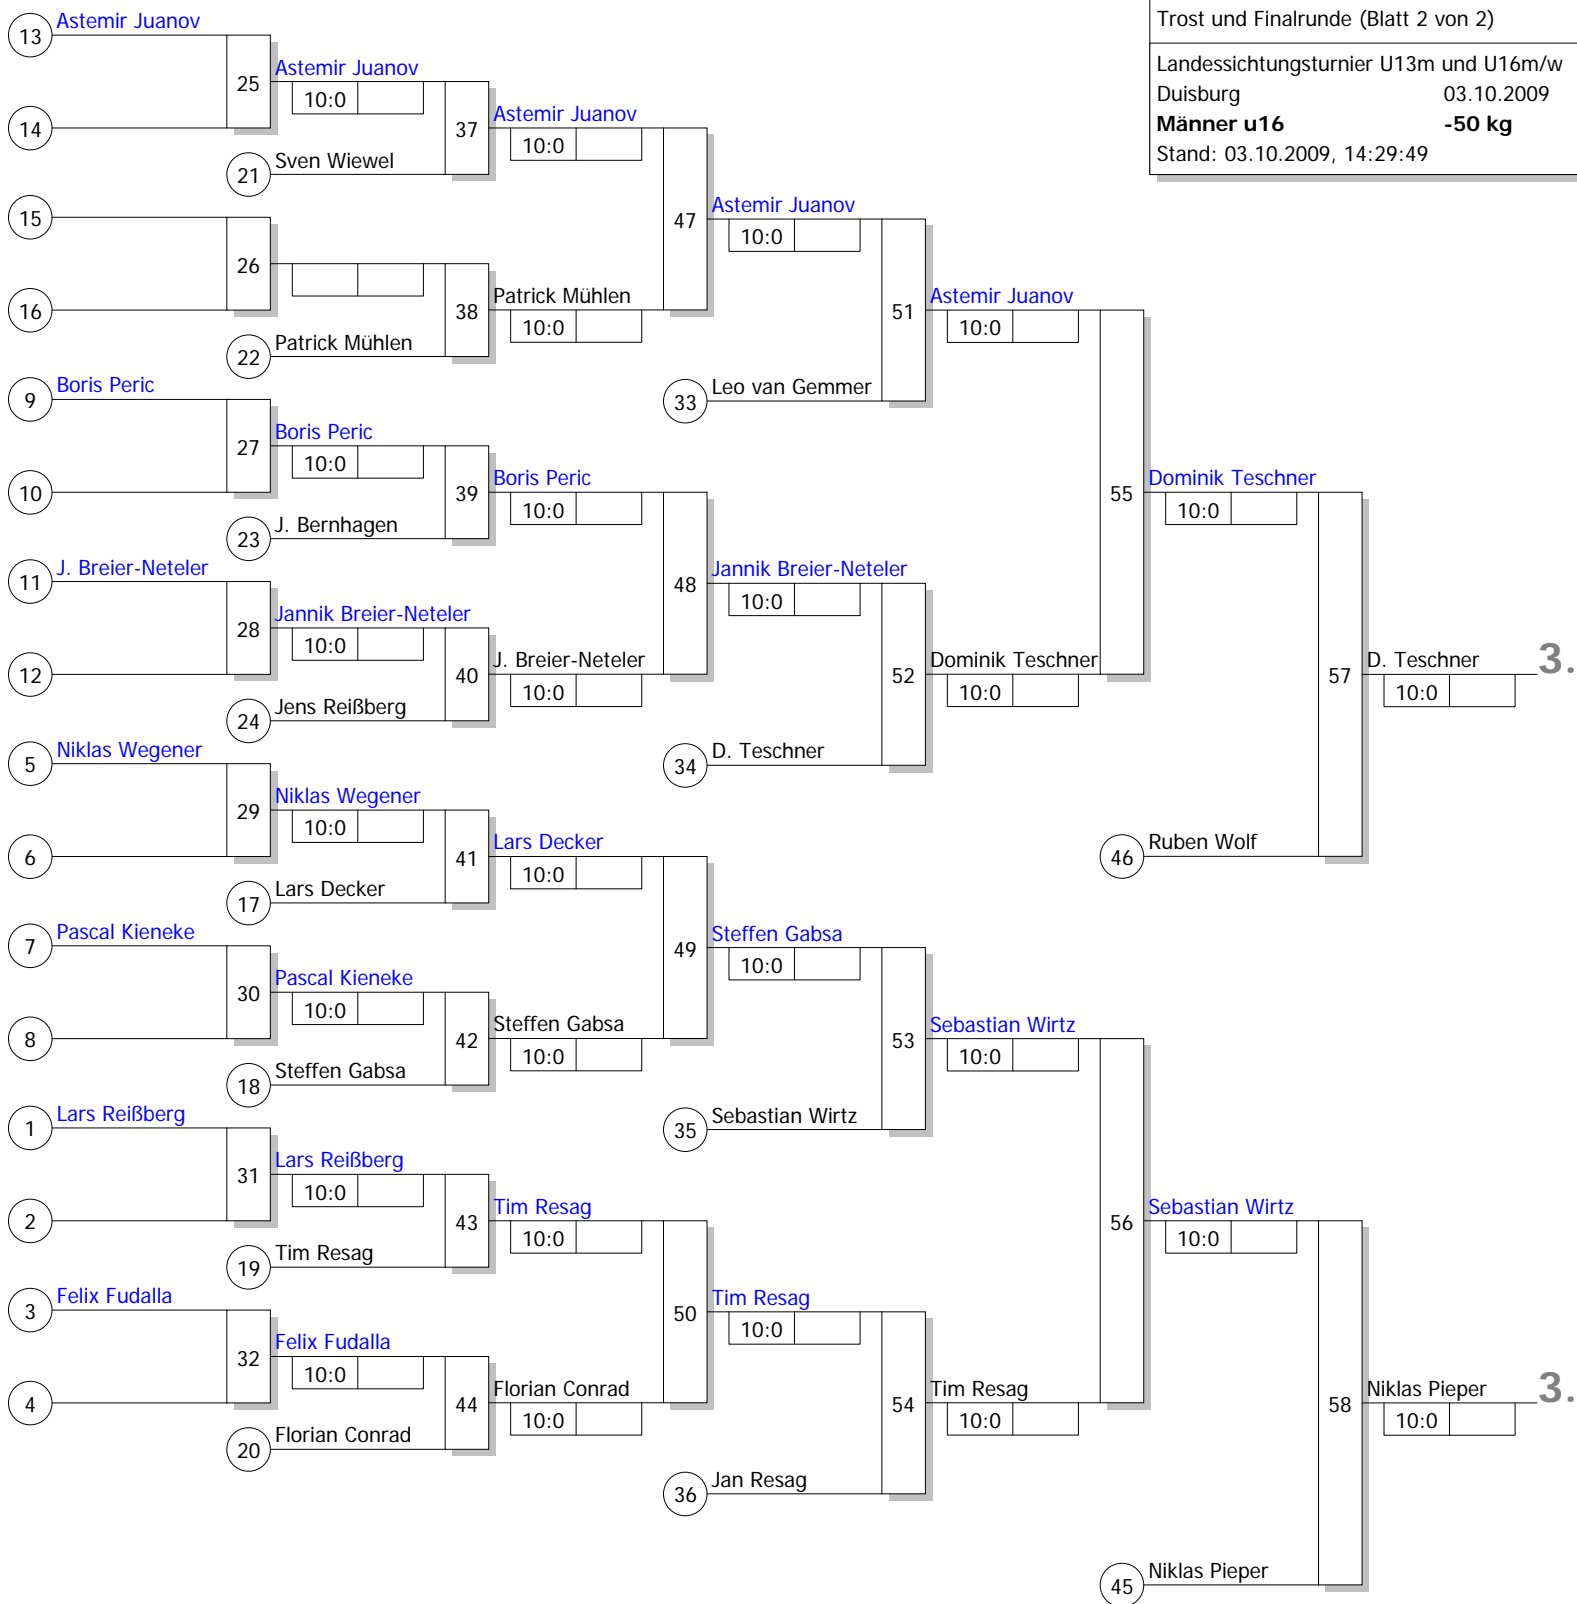 Trost und Finalrunde (Blatt 2 von 2)
Landessichtungsturnier U13m und U16m/w
Duisburg 03.10.2009
Männer u16 -50 kg
Stand: 03.10.2009, 14:29:49
13 Astemir Juanov
25
Astemir Juanov
10:0
14
37
Astemir Juanov
10:0
21 Sven Wiewel
15
47
Astemir Juanov
10:0
26
16
38
Patrick Mühlen
10:0
22 Patrick Mühlen
51
Astemir Juanov
10:0
33 Leo van Gemmer
9 Boris Peric
27
Boris Peric
10:0
10
39
Boris Peric
10:0
23 J. Bernhagen
55
Dominik Teschner
10:0
11 J. Breier-Neteler
48
Jannik Breier-Neteler
10:0
28
Jannik Breier-Neteler
10:0
12
40
J. Breier-Neteler
10:0
24 Jens Reißberg
52
Dominik Teschner
10:0
34 D. Teschner
57
D. Teschner
10:0
3.
5 Niklas Wegener
29
Niklas Wegener
10:0
6
41
Lars Decker
10:0
17 Lars Decker
46 Ruben Wolf
7 Pascal Kieneke
49
Steffen Gabsa
10:0
30
Pascal Kieneke
10:0
8
42
Steffen Gabsa
10:0
18 Steffen Gabsa
53
Sebastian Wirtz
10:0
35 Sebastian Wirtz
1 Lars Reißberg
31
Lars Reißberg
10:0
2
43
Tim Resag
10:0
19 Tim Resag
56
Sebastian Wirtz
10:0
3 Felix Fudalla
50
Tim Resag
10:0
32
Felix Fudalla
10:0
4
44
Florian Conrad
10:0
20 Florian Conrad
54
Tim Resag
10:0
36 Jan Resag
58
Niklas Pieper
10:0
3.
45 Niklas Pieper